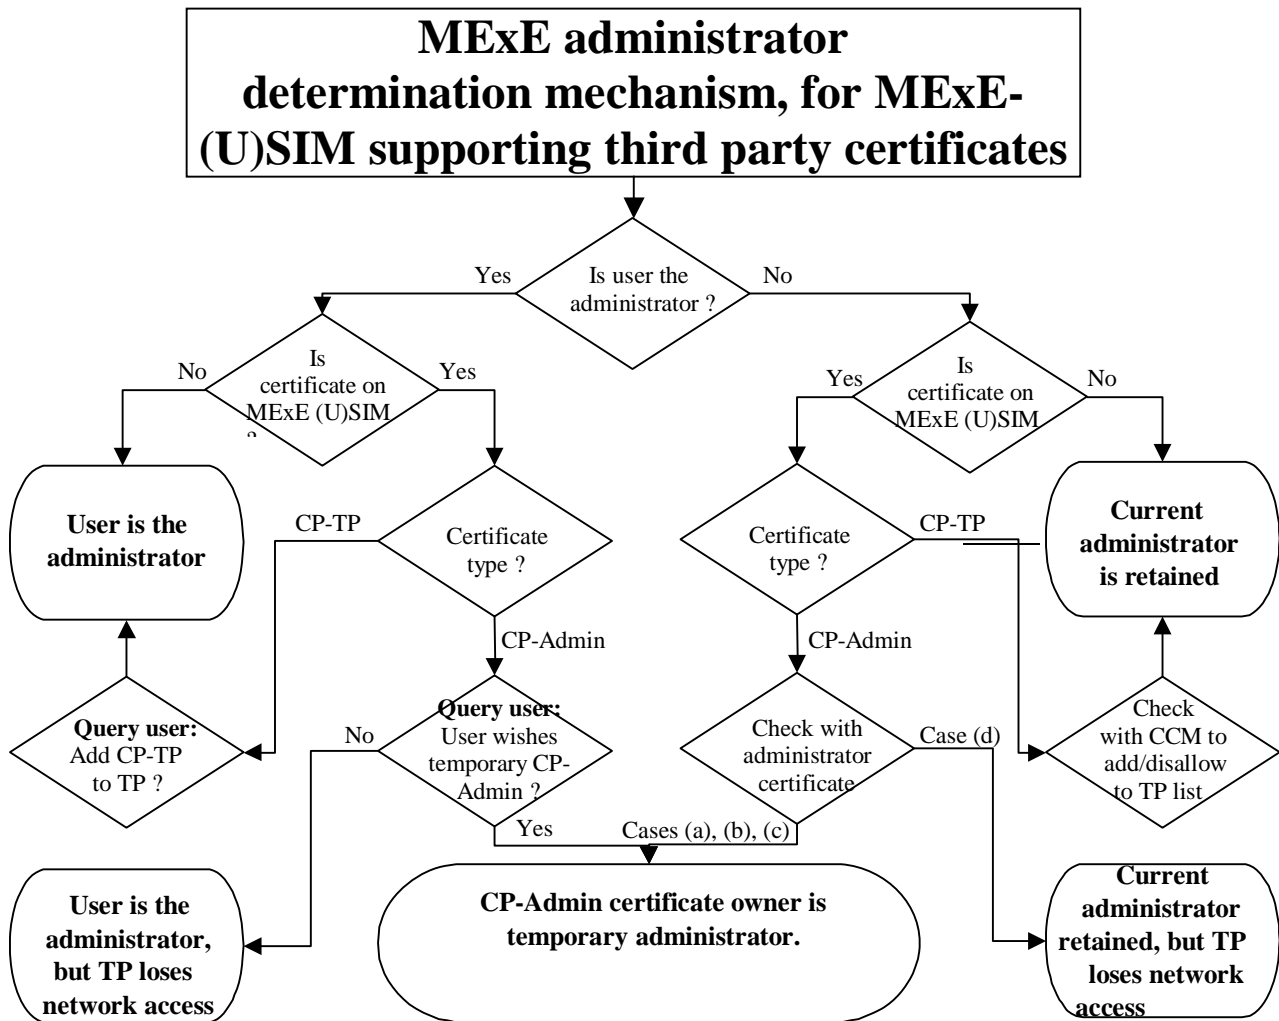 MExE administrator
determination mechanism, for MExE-
(U)SIM supporting third party certificates
Yes
Is user the
administrator ?
No
No
Is
certificate on
MExE (U)SIM
?
Yes
Yes
Is
certificate on
MExE (U)SIM
No
User is the
administrator
CP-TP
Certificate
type ?
Certificate
type ?
CP-TP
Current
administrator
is retained
CP-Admin
CP-Admin
Query user:
Add CP-TP
to TP ?
No
Query user:
User wishes
temporary CP-
Admin ?
Check with
administrator
certificate
Case (d)
Check
with CCM to
add/disallow
to TP list
Yes
Cases (a), (b), (c)
User is the
administrator,
but TP loses
network access
CP-Admin certificate owner is
temporary administrator.
Current
administrator
retained, but TP
loses network
access